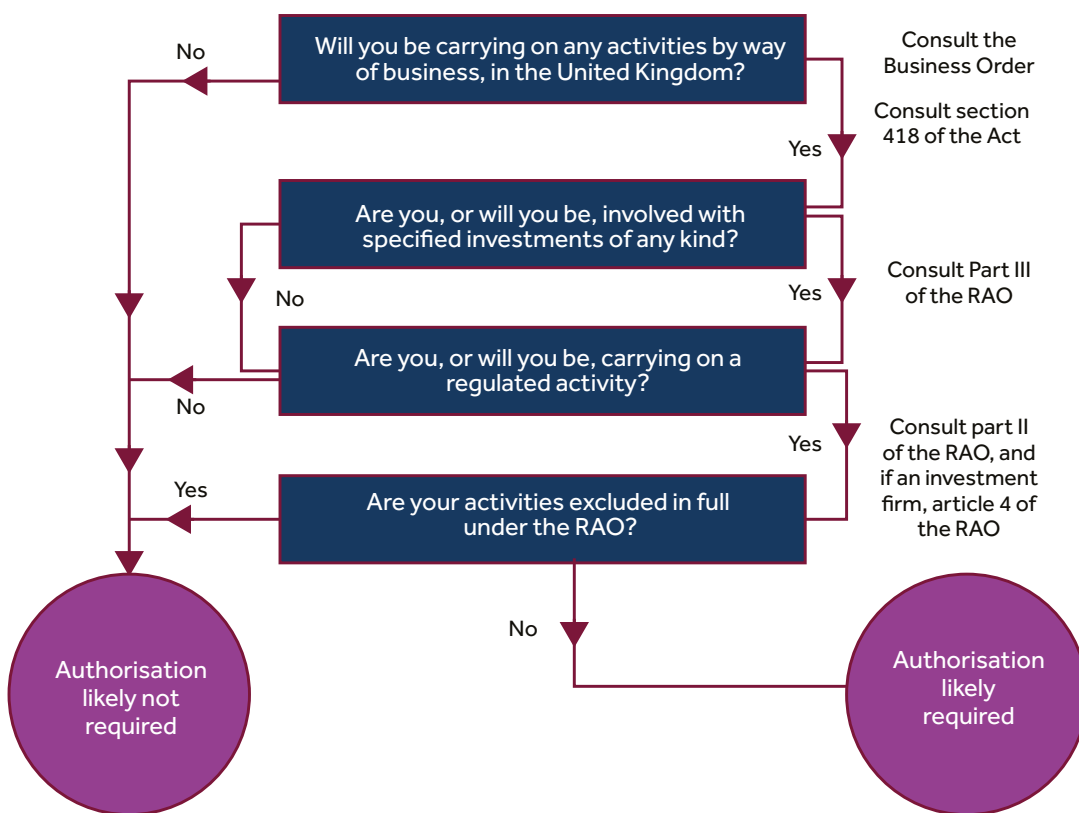 No
Will you be carrying on any activities by way
of business, in the United Kingdom?
Consult the
Business Order
Consult section
418 of the Act
Yes
Are you, or will you be, involved with
specified investments of any kind?
No
Yes
Consult Part III
of the RAO
Are you, or will you be, carrying on a
regulated activity?
No
Yes
Consult part II
of the RAO, and
if an investment
firm, article 4 of
the RAO
Yes
Are your activities excluded in full
under the RAO?
No
Authorisation
likely not
required
Authorisation
likely
required